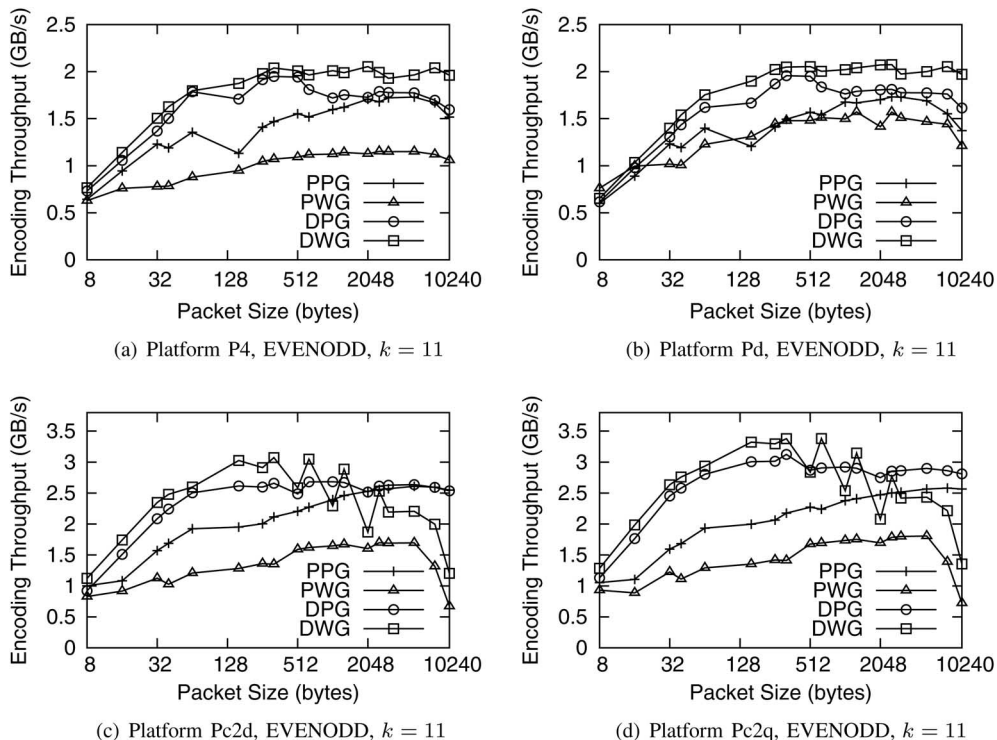 Encoding Throughput (GB/s)
2.5
2
1.5
1
0.5
0
PPG
PWG
DPG
DWG
8 32 128 512 2048 10240
Packet Size (bytes)
(a) Platform P4, EVENODD, k = 11
Encoding Throughput (GB/s)
2.5
2
1.5
1
0.5
0
PPG
PWG
DPG
DWG
8 32 128 512 2048 10240
Packet Size (bytes)
(b) Platform Pd, EVENODD, k = 11
Encoding Throughput (GB/s)
3.5
3
2.5
2
1.5
1
0.5
0
PPG
PWG
DPG
DWG
8 32 128 512 2048 10240
Packet Size (bytes)
(c) Platform Pc2d, EVENODD, k = 11
Encoding Throughput (GB/s)
3.5
3
2.5
2
1.5
1
0.5
0
PPG
PWG
DPG
DWG
8 32 128 512 2048 10240
Packet Size (bytes)
(d) Platform Pc2q, EVENODD, k = 11